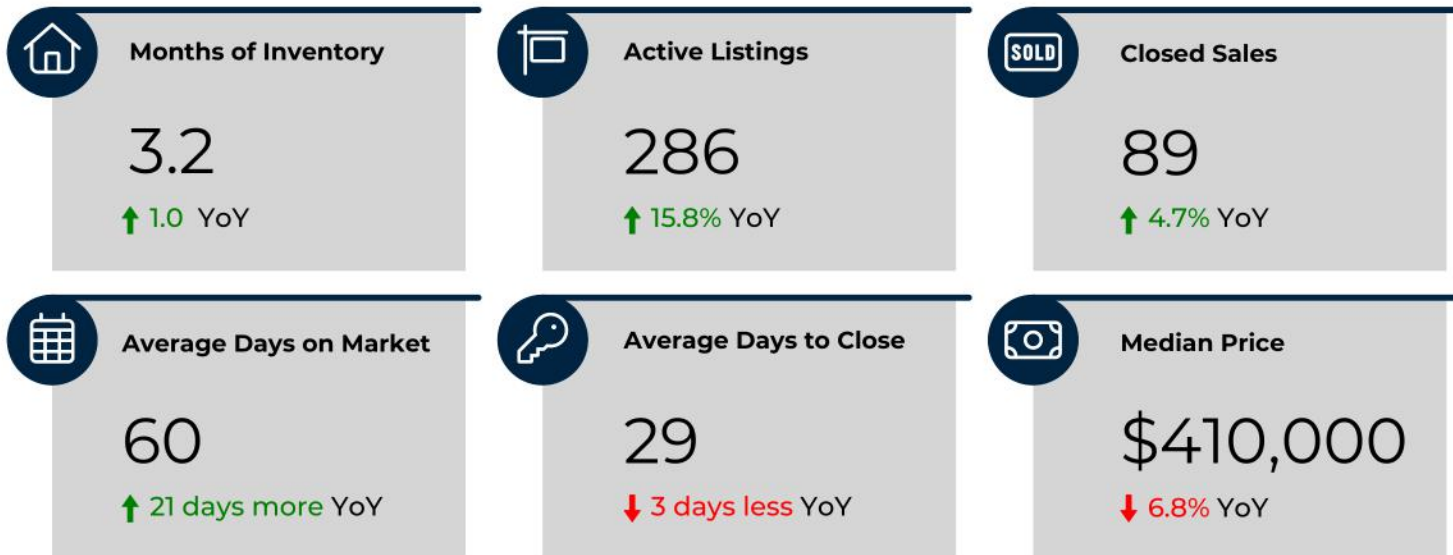 Months of Inventory
3.2
↑ 1.0 YoY
Active Listings
286
↑ 15.8% YoY
SOLD
Closed Sales
89
↑ 4.7% YoY
Average Days on Market
60
↑ 21 days more YoY
Average Days to Close
29
↓ 3 days less YoY
Median Price
$410,000
↓ 6.8% YoY